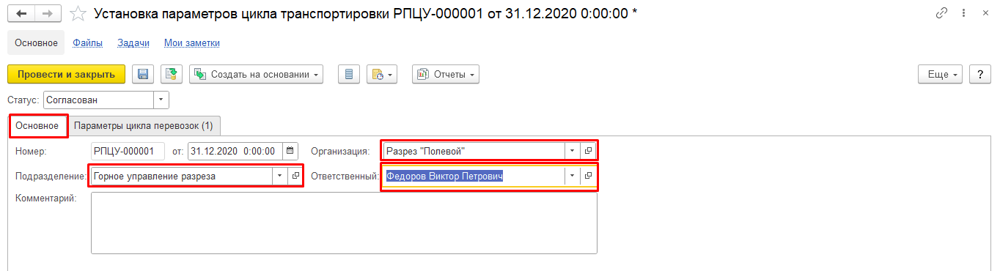 Установка параметров цикла транспортировки РПЦУ-000001 от 31.12.2020 0:00:00 *
Основное Файлы Задачи Мои заметки
Провести и закрыть Создать на основании Отчеты Еще ?
Статус: Согласован
Основное Параметры цикла перевозок (1)
Номер: РПЦУ-000001 от: 31.12.2020 0:00:00 Организация: Разрез "Полевой"
Подразделение: Горное управление разреза Ответственный: Федоров Виктор Петрович
Комментарий: